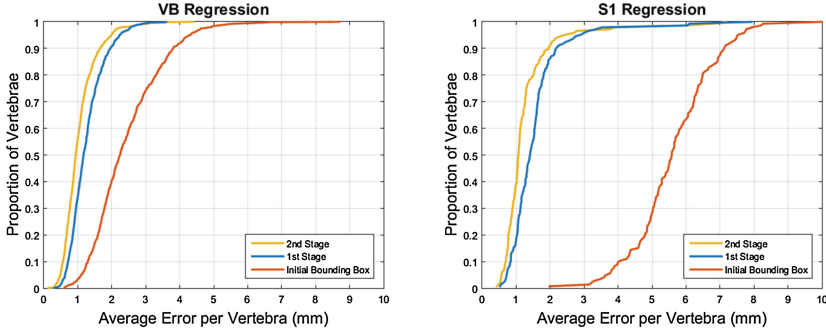 VB Regression
1
0.9
0.8
0.7
0.6
0.5
0.4
0.3
0.2
0.1
0
Proportion of Vertebrae
2nd Stage
1st Stage
Initial Bounding Box
0 1 2 3 4 5 6 7 8 9 10
Average Error per Vertebra (mm)
S1 Regression
1
0.9
0.8
0.7
0.6
0.5
0.4
0.3
0.2
0.1
0
Proportion of Vertebrae
2nd Stage
1st Stage
Initial Bounding Box
0 1 2 3 4 5 6 7 8 9 10
Average Error per Vertebra (mm)